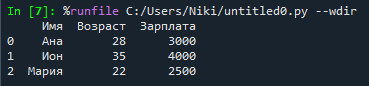 In [7]: %runfile C:/Users/Niki/untitled0.py --wdir
Имя Возраст Зарплата
0 Ана 28 3000
1 Ион 35 4000
2 Мария 22 2500